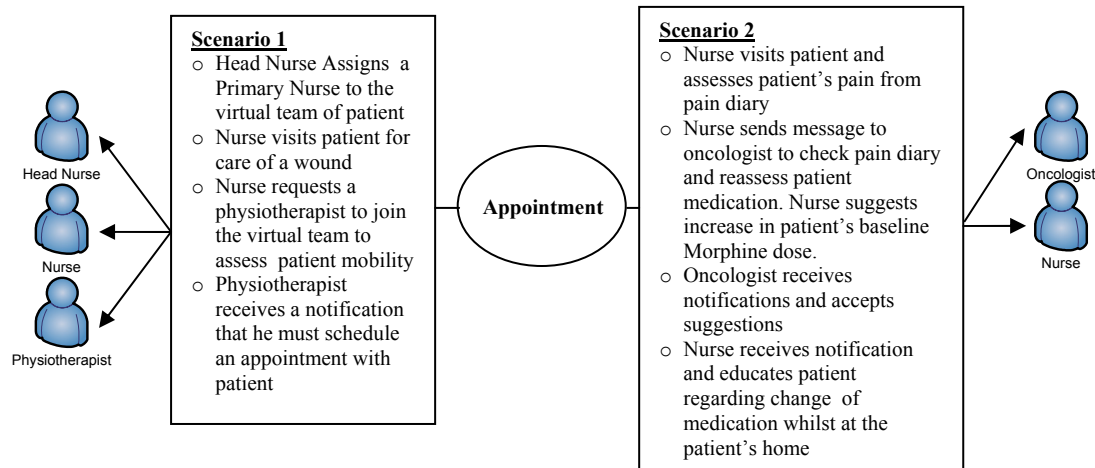 Head Nurse
Nurse
Physiotherapist
Scenario 1
o Head Nurse Assigns a
Primary Nurse to the
virtual team of patient
o Nurse visits patient for
care of a wound
o Nurse requests a
physiotherapist to join
the virtual team to
assess patient mobility
o Physiotherapist
receives a notification
that he must schedule
an appointment with
patient
Appointment
Scenario 2
o Nurse visits patient and
assesses patient’s pain from
pain diary
o Nurse sends message to
oncologist to check pain diary
and reassess patient
medication. Nurse suggests
increase in patient’s baseline
Morphine dose.
o Oncologist receives
notifications and accepts
suggestions
o Nurse receives notification
and educates patient
regarding change of
medication whilst at the
patient’s home
Oncologist
Nurse